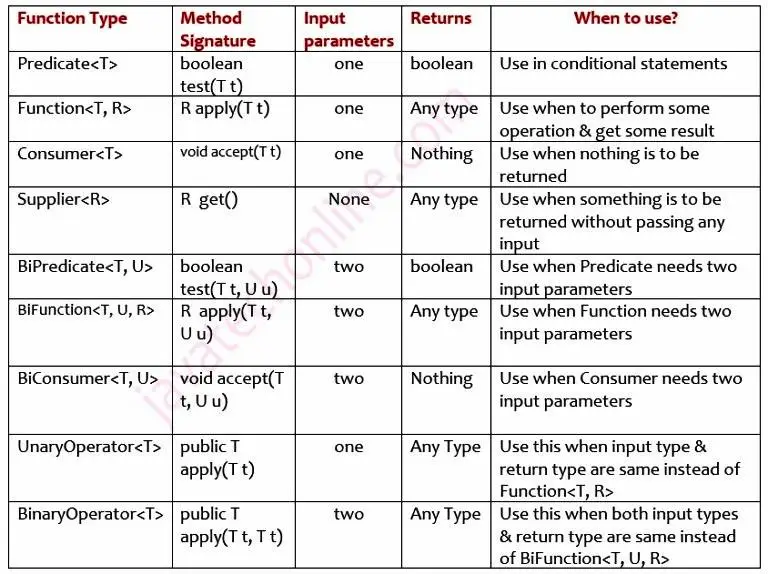 Function Type Method Signature Input parameters Returns When to use?
Predicate<T> boolean test(T t) one boolean Use in conditional statements
Function<T, R> R apply(T t) one Any type Use when to perform some operation & get some result
Consumer<T> void accept(T t) one Nothing Use when nothing is to be returned
Supplier<R> R get() None Any type Use when something is to be returned without passing any input
BiPredicate<T, U> boolean test(T t, U u) two boolean Use when Predicate needs two input parameters
BiFunction<T, U, R> R apply(T t, U u) two Any type Use when Function needs two input parameters
BiConsumer<T, U> void accept(T t, U u) two Nothing Use when Consumer needs two input parameters
UnaryOperator<T> public T apply(T t) one Any Type Use this when input type & return type are same instead of Function<T, R>
BinaryOperator<T> public T apply(T t, T t) two Any Type Use this when both input types & return type are same instead of BiFunction<T, U, R>
javatechonline.com